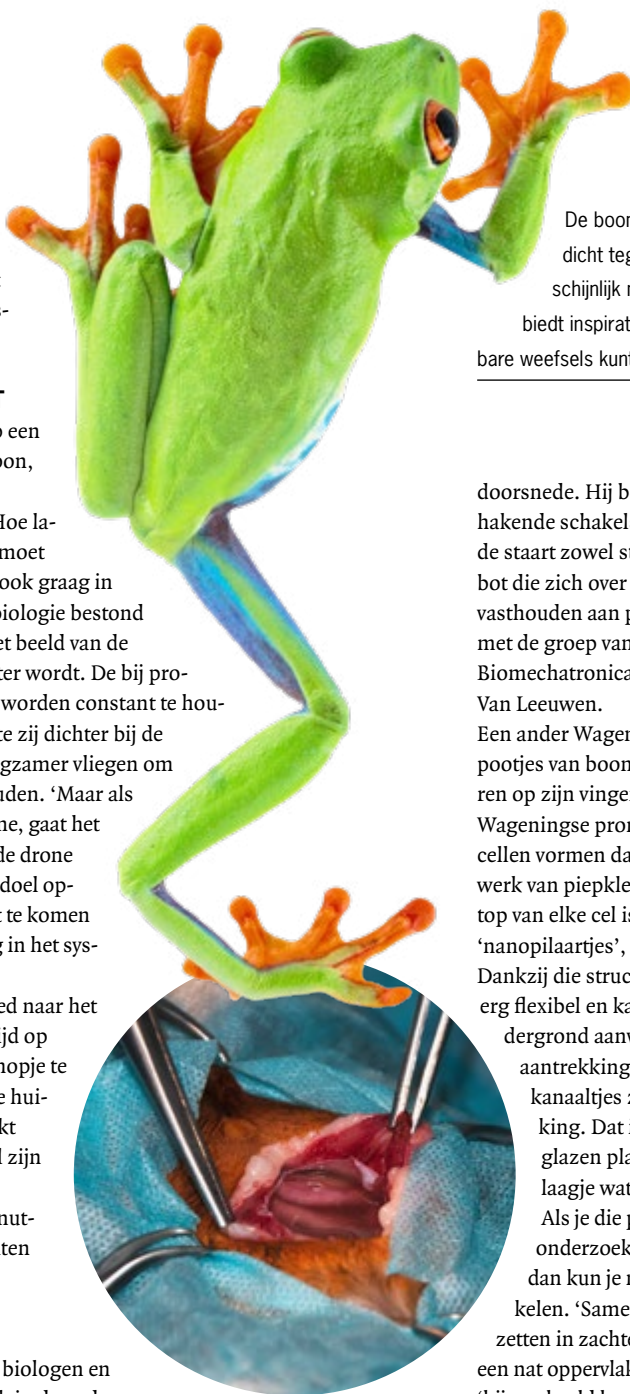 s-
een
oon,
Hoe la-
moet
ook graag in
biologie bestond
et beeld van de
ter wordt. De bij pro-
worden constant te hou-
te zij dichter bij de
gzamer vliegen om
uden. ‘Maar als
ne, gaat het
de drone
doel op-
t te komen
g in het sys-
ed naar het
ijd op
nopje te
e hui-
kt
l zijn
nut-
ten
biologen en
De boom
dicht teg
schijnlijk
biedt inspirat
bare weefsels kun
doorsnede. Hij b
hakende schakel
de staart zowel st
bot die zich over
vasthouden aan p
met de groep van
Biomechatronica
Van Leeuwen.
Een ander Wagen
pootjes van boom
ren op zijn vinge
Wageningse pro
cellen vormen da
werk van piepkle
top van elke cel is
‘nanopilaartjes’,
Dankzij die struc
erg flexibel en ka
dergrond aanw
aantrekking
kanaaltjes z
king. Dat i
glazen pla
laagje wat
Als je die p
onderzoek
dan kun je
kelen. ‘Same
zetten in zachte
een nat oppervlak